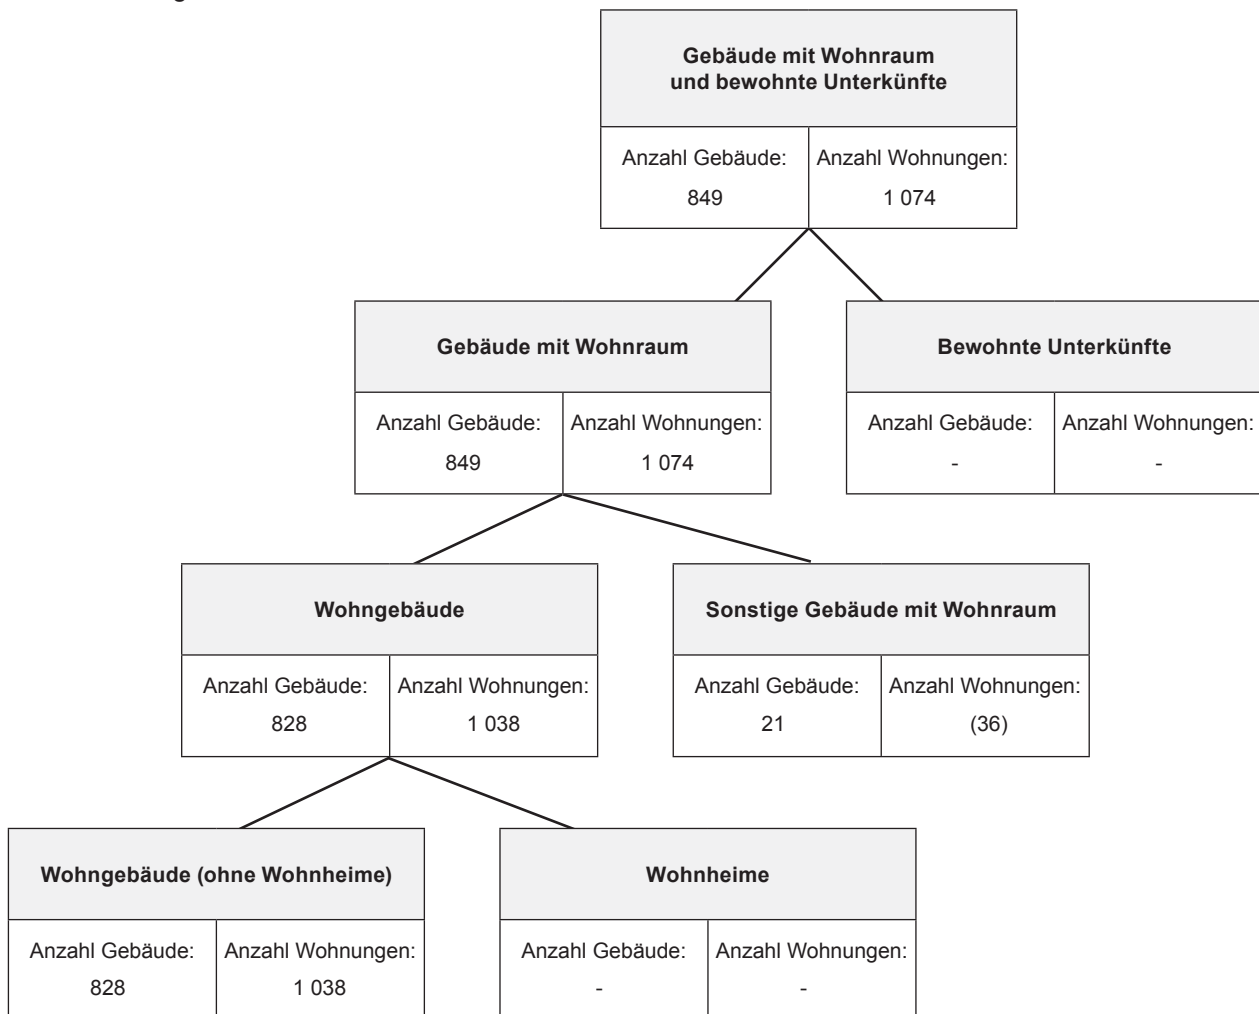 Gebäude mit Wohnraum
und bewohnte Unterkünfte
Anzahl Gebäude: Anzahl Wohnungen:
849 1 074
Gebäude mit Wohnraum Bewohnte Unterkünfte
Anzahl Gebäude: Anzahl Wohnungen: Anzahl Gebäude: Anzahl Wohnungen:
849 1 074 - -
Wohngebäude Sonstige Gebäude mit Wohnraum
Anzahl Gebäude: Anzahl Wohnungen: Anzahl Gebäude: Anzahl Wohnungen:
828 1 038 21 (36)
Wohngebäude (ohne Wohnheime) Wohnheime
Anzahl Gebäude: Anzahl Wohnungen: Anzahl Gebäude: Anzahl Wohnungen:
828 1 038 - -